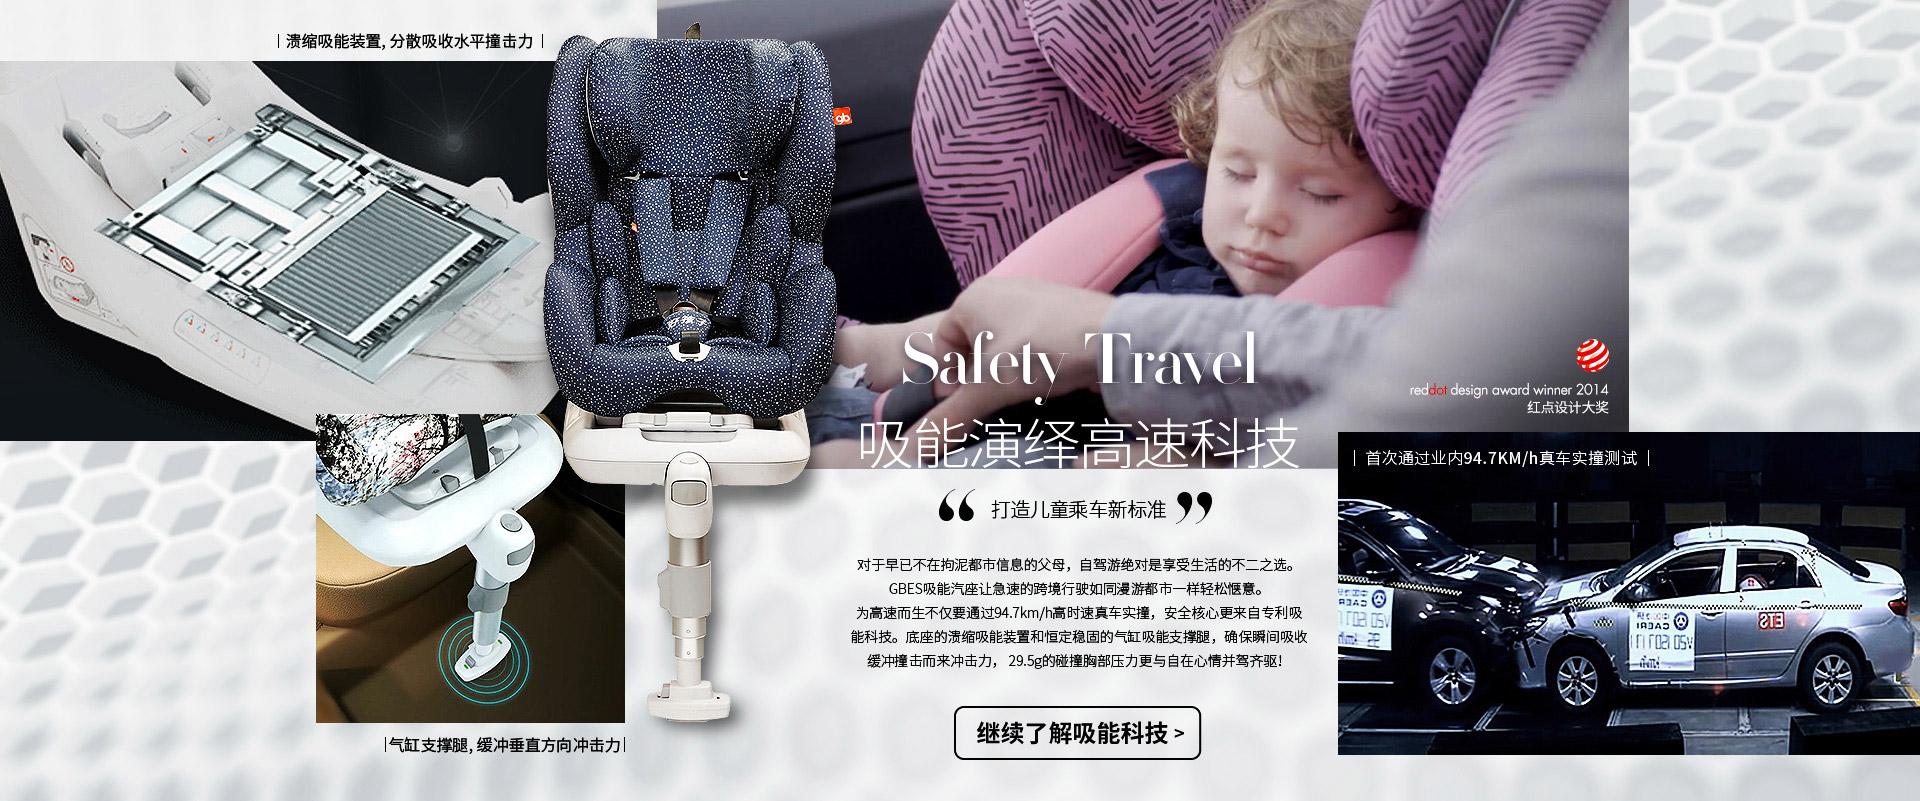 溃缩吸能装置, 分散吸收水平撞击力
gb
Safety Travel
吸能演绎高速科技
reddot design award winner 2014
红点设计大奖
首次通过业内94.7KM/h真车实撞测试
“ 打造儿童乘车新标准 ”
对于早已不在拘泥都市信息的父母，自驾游绝对是享受生活的不二之选。
GBES吸能汽座让急速的跨境行驶如同漫游都市一样轻松惬意。
为高速而生不仅要通过94.7km/h高时速真车实撞，安全核心更来自专利吸
能科技。底座的溃缩吸能装置和恒定稳固的气缸吸能支撑腿，确保瞬间吸收
缓冲撞击而来冲击力， 29.5g的碰撞胸部压力更与自在心情并驾齐驱！
继续了解吸能科技 >
气缸支撑腿, 缓冲垂直方向冲击力